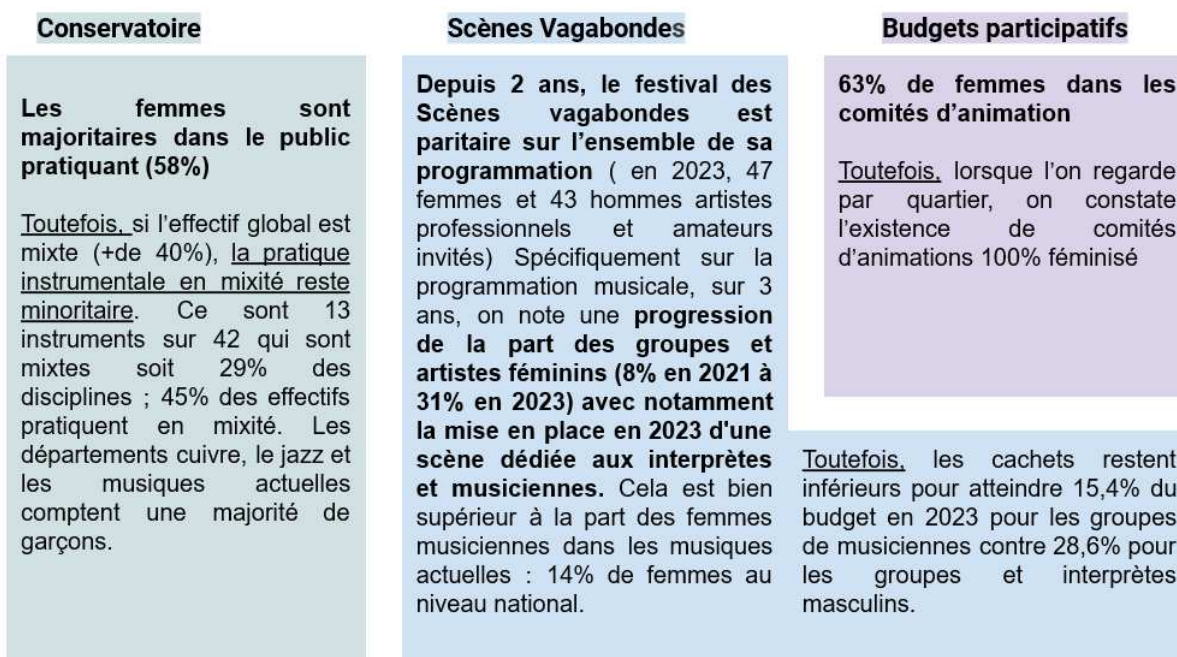 Conservatoire
Les femmes sont
majoritaires dans le public
pratiquant (58%)
Toutefois, si l'effectif global est
mixte (+de 40%), la pratique
instrumentale en mixité reste
minoritaire. Ce sont 13
instruments sur 42 qui sont
mixtes soit 29% des
disciplines ; 45% des effectifs
pratiquent en mixité. Les
départements cuivre, le jazz et
les musiques actuelles
comptent une majorité de
garçons.
Scènes Vagabondes
Depuis 2 ans, le festival des
Scènes vagabondes est
paritaire sur l'ensemble de sa
programmation ( en 2023, 47
femmes et 43 hommes artistes
professionnels et amateurs
invités) Spécifiquement sur la
programmation musicale, sur 3
ans, on note une progression
de la part des groupes et
artistes féminins (8% en 2021 à
31% en 2023) avec notamment
la mise en place en 2023 d'une
scène dédiée aux interprètes
et musiciennes. Cela est bien
supérieur à la part des femmes
musiciennes dans les musiques
actuelles : 14% de femmes au
niveau national.
Toutefois, les cachets restent
inférieurs pour atteindre 15,4% du
budget en 2023 pour les groupes
de musiciennes contre 28,6% pour
les groupes et interprètes
masculins.
Budgets participatifs
63% de femmes dans les
comités d'animation
Toutefois, lorsque l'on regarde
par quartier, on constate
l'existence de comités
d'animations 100% féminisé